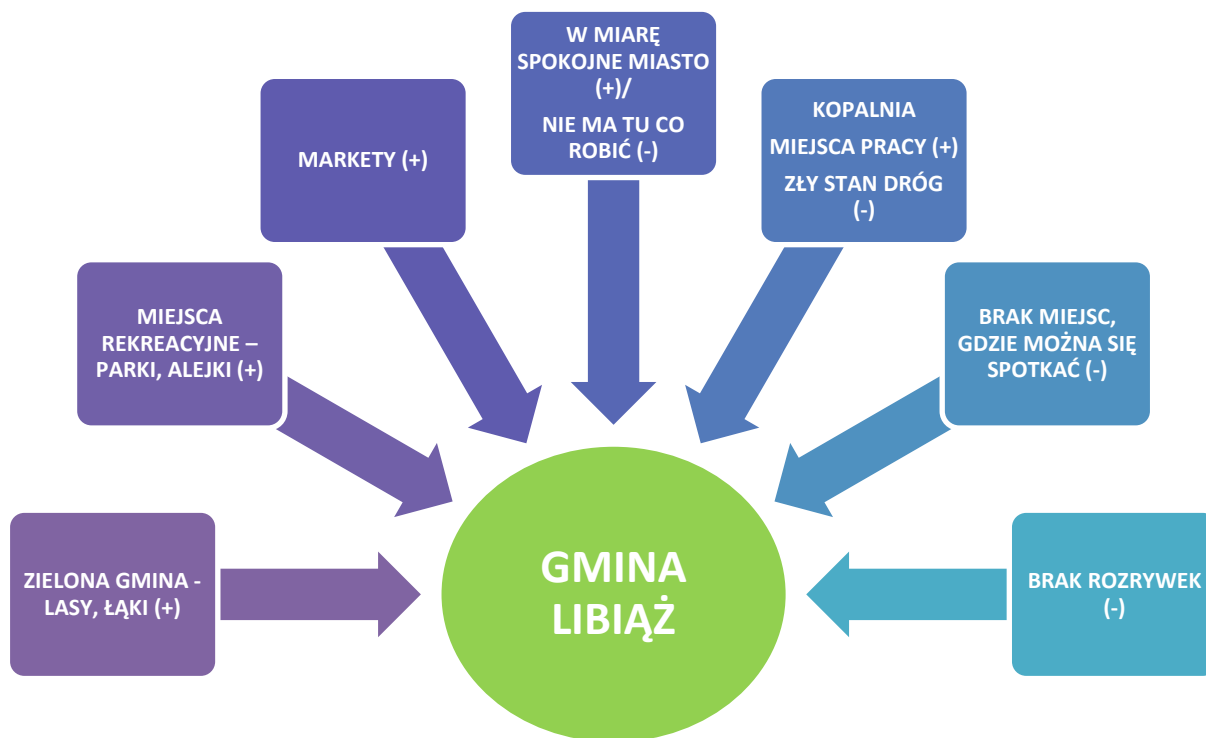 ZIELONA GMINA -
LASY, ŁĄKI (+)
MIEJSCA
REKREACYJNE –
PARKI, ALEJKI (+)
MARKETY (+)
W MIARĘ
SPOKOJNE MIASTO
(+)/
NIE MA TU CO
ROBIĆ (-)
KOPALNIA
MIEJSCA PRACY (+)
ZŁY STAN DRÓG
(-)
BRAK MIEJSC,
GDZIE MOŻNA SIĘ
SPOTKAĆ (-)
BRAK ROZRYWEK
(-)
GMINA
LIBIĄŻ